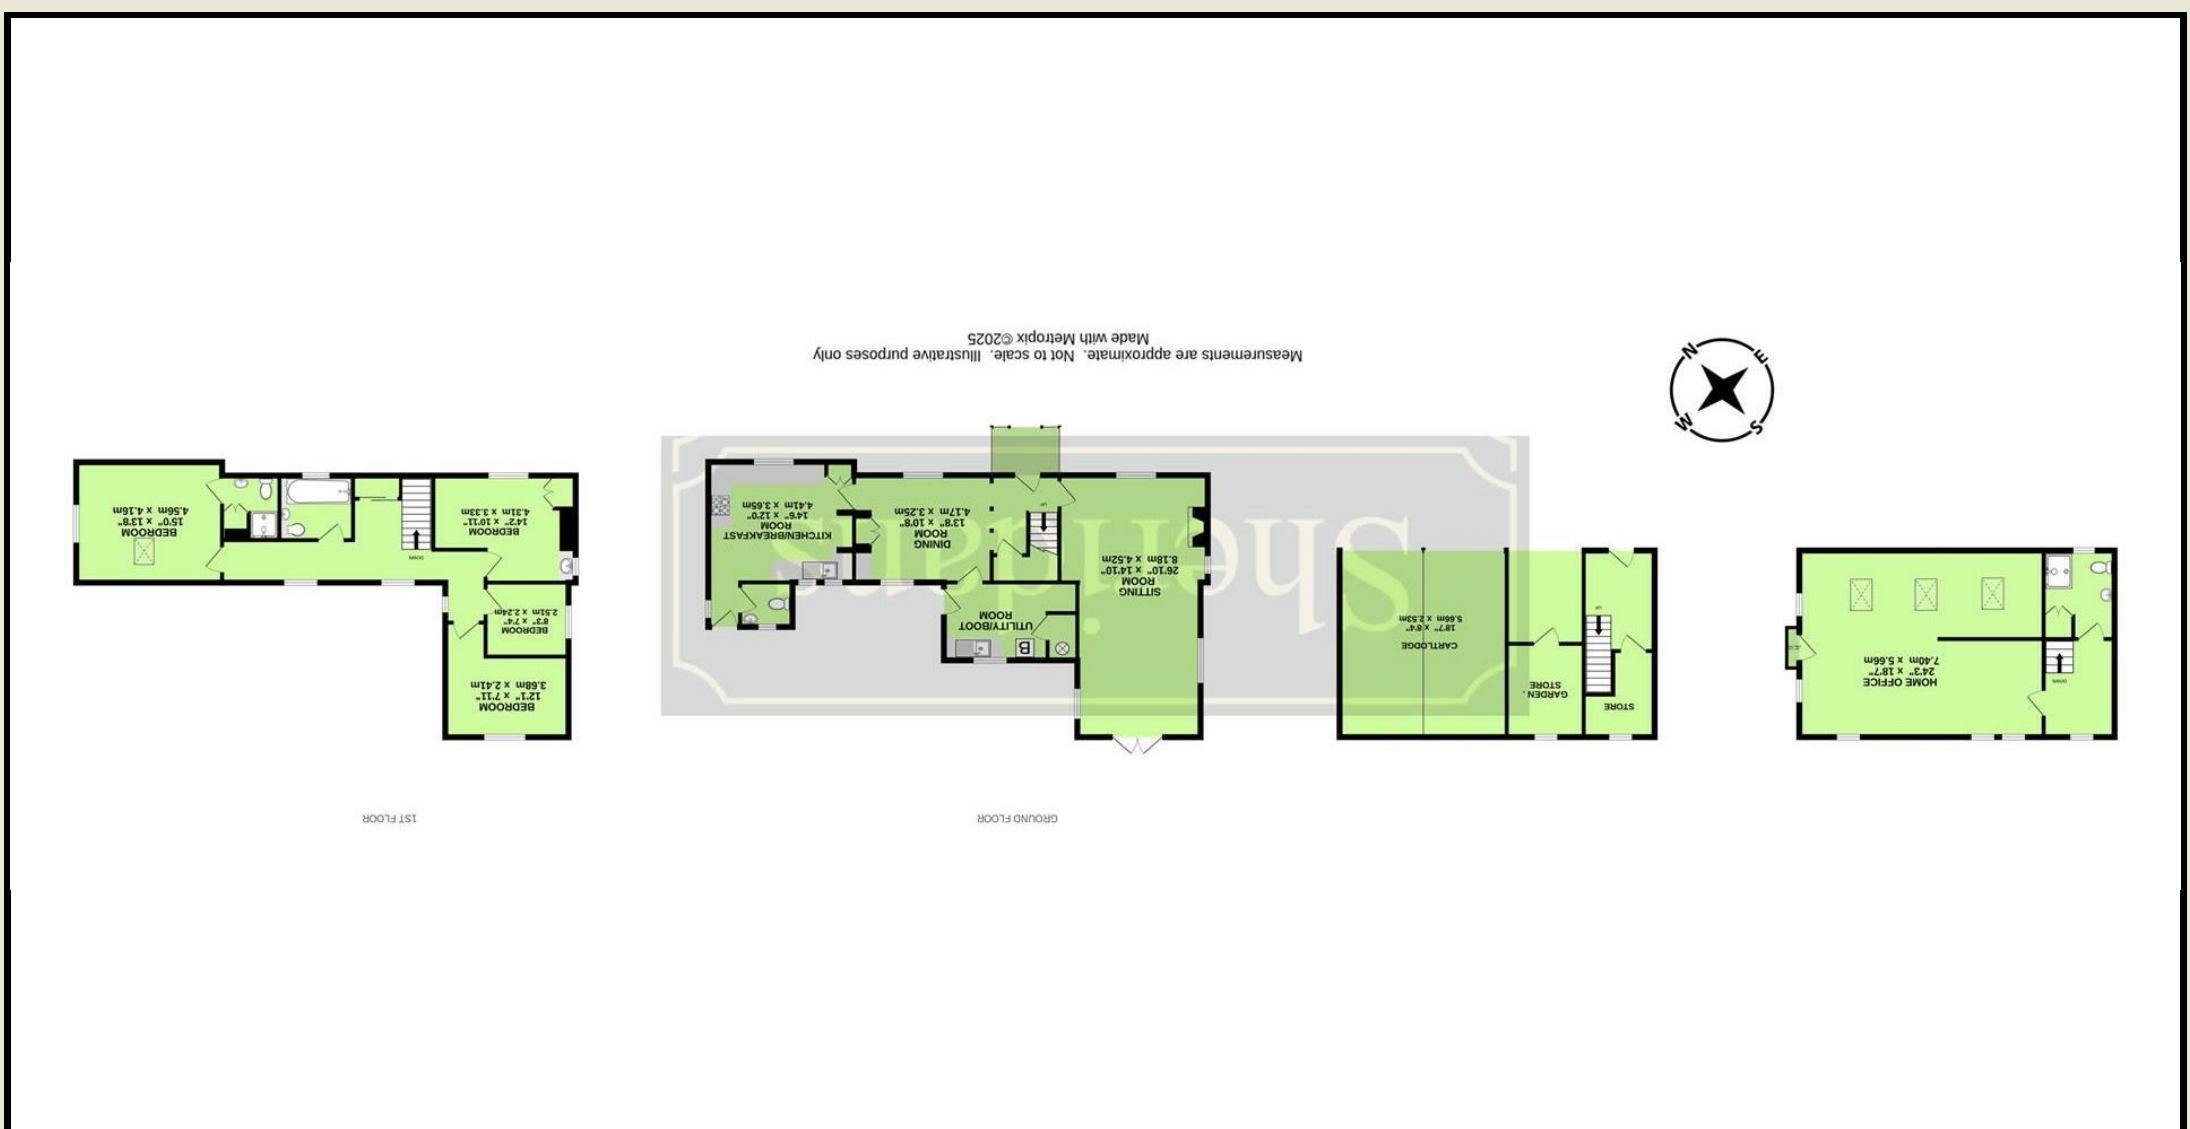 GROUND FLOOR
1ST FLOOR
HOME OFFICE
24'3" x 18'7"
7.40m x 5.66m
DOWN
STORE
GARDEN
STORE
UP
CARTLODGE
18'7" x 8'4"
5.66m x 2.53m
SITTING
ROOM
26'10" x 14'10"
8.18m x 4.52m
UTILITY/BOOT
ROOM
B
UP
DINING
ROOM
13'8" x 10'8"
4.17m x 3.25m
KITCHEN/BREAKFAST
ROOM
14'6" x 12'0"
4.41m x 3.65m
BEDROOM
12'1" x 7'11"
3.68m x 2.41m
BEDROOM
8'3" x 7'4"
2.51m x 2.24m
BEDROOM
14'2" x 10'11"
4.31m x 3.33m
DOWN
BEDROOM
15'0" x 13'8"
4.56m x 4.16m
Sheridans
N
E
S
W
Measurements are approximate. Not to scale. Illustrative purposes only
Made with Metropix ©2025